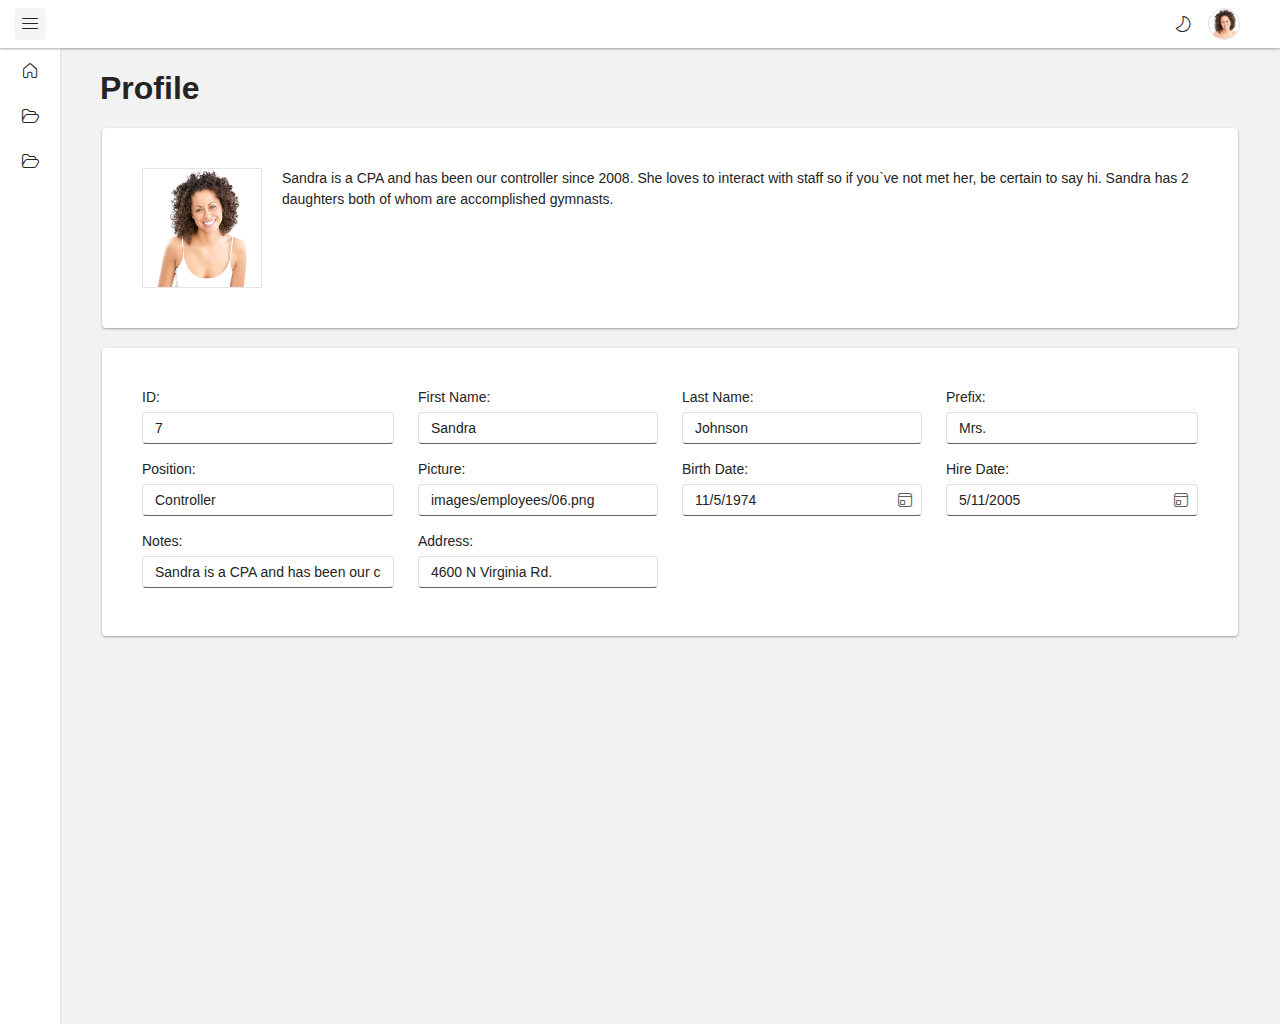 Profile
Sandra is a CPA and has been our controller since 2008. She loves to interact with staff so if you`ve not met her, be certain to say hi. Sandra has 2
daughters both of whom are accomplished gymnasts.
ID: First Name: Last Name: Prefix:
7 Sandra Johnson Mrs.
Position: Picture: Birth Date: Hire Date:
Controller images/employees/06.png 11/5/1974 5/11/2005
Notes: Address:
Sandra is a CPA and has been our c 4600 N Virginia Rd.